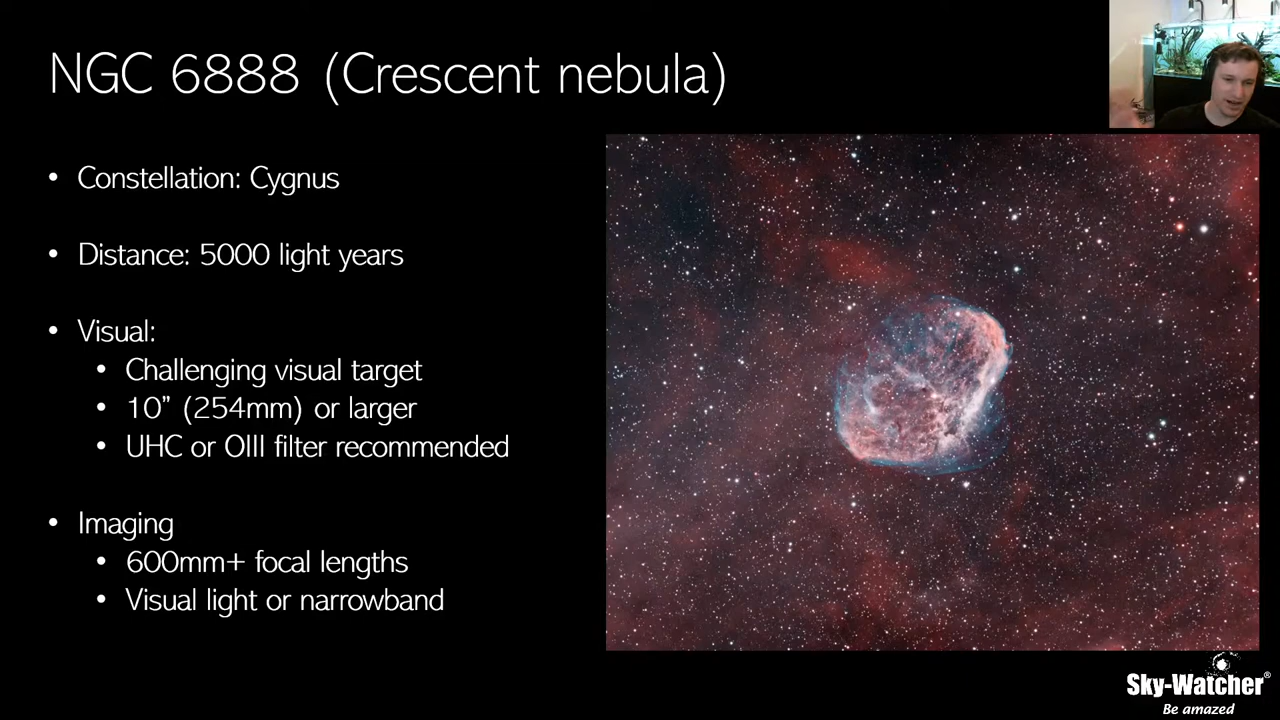 NGC 6888 (Crescent nebula)
• Constellation: Cygnus
• Distance: 5000 light years
• Visual:
• Challenging visual target
• 10” (254mm) or larger
• UHC or OIII filter recommended
• Imaging
• 600mm+ focal lengths
• Visual light or narrowband
Sky-Watcher®
Be amazed